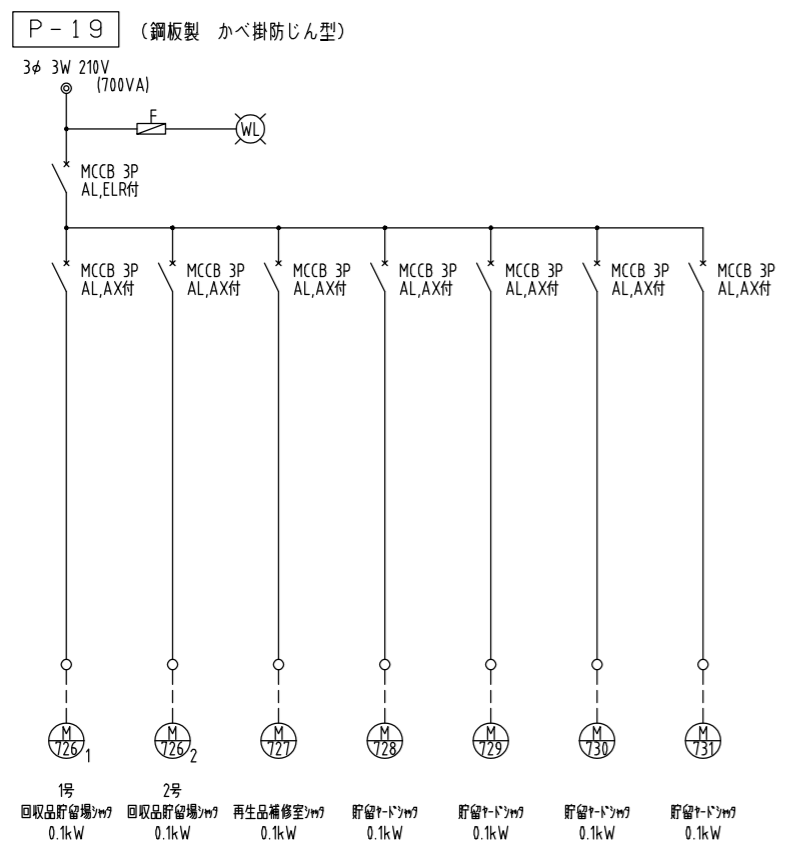 P-19 (鋼板製 かべ掛防じん型)
3φ 3W 210V
(700VA)
F
WL
MCCB 3P
AL,ELR付
MCCB 3P MCCB 3P MCCB 3P MCCB 3P MCCB 3P MCCB 3P MCCB 3P
AL,AX付 AL,AX付 AL,AX付 AL,AX付 AL,AX付 AL,AX付 AL,AX付
M M M M M M M
726 1 726 2 727 728 729 730 731
1号 2号
回収品貯留場シャッタ 回収品貯留場シャッタ 再生品補修室シャッタ 貯留ヤードシャッタ 貯留ヤードシャッタ 貯留ヤードシャッタ 貯留ヤードシャッタ
0.1kW 0.1kW 0.1kW 0.1kW 0.1kW 0.1kW 0.1kW